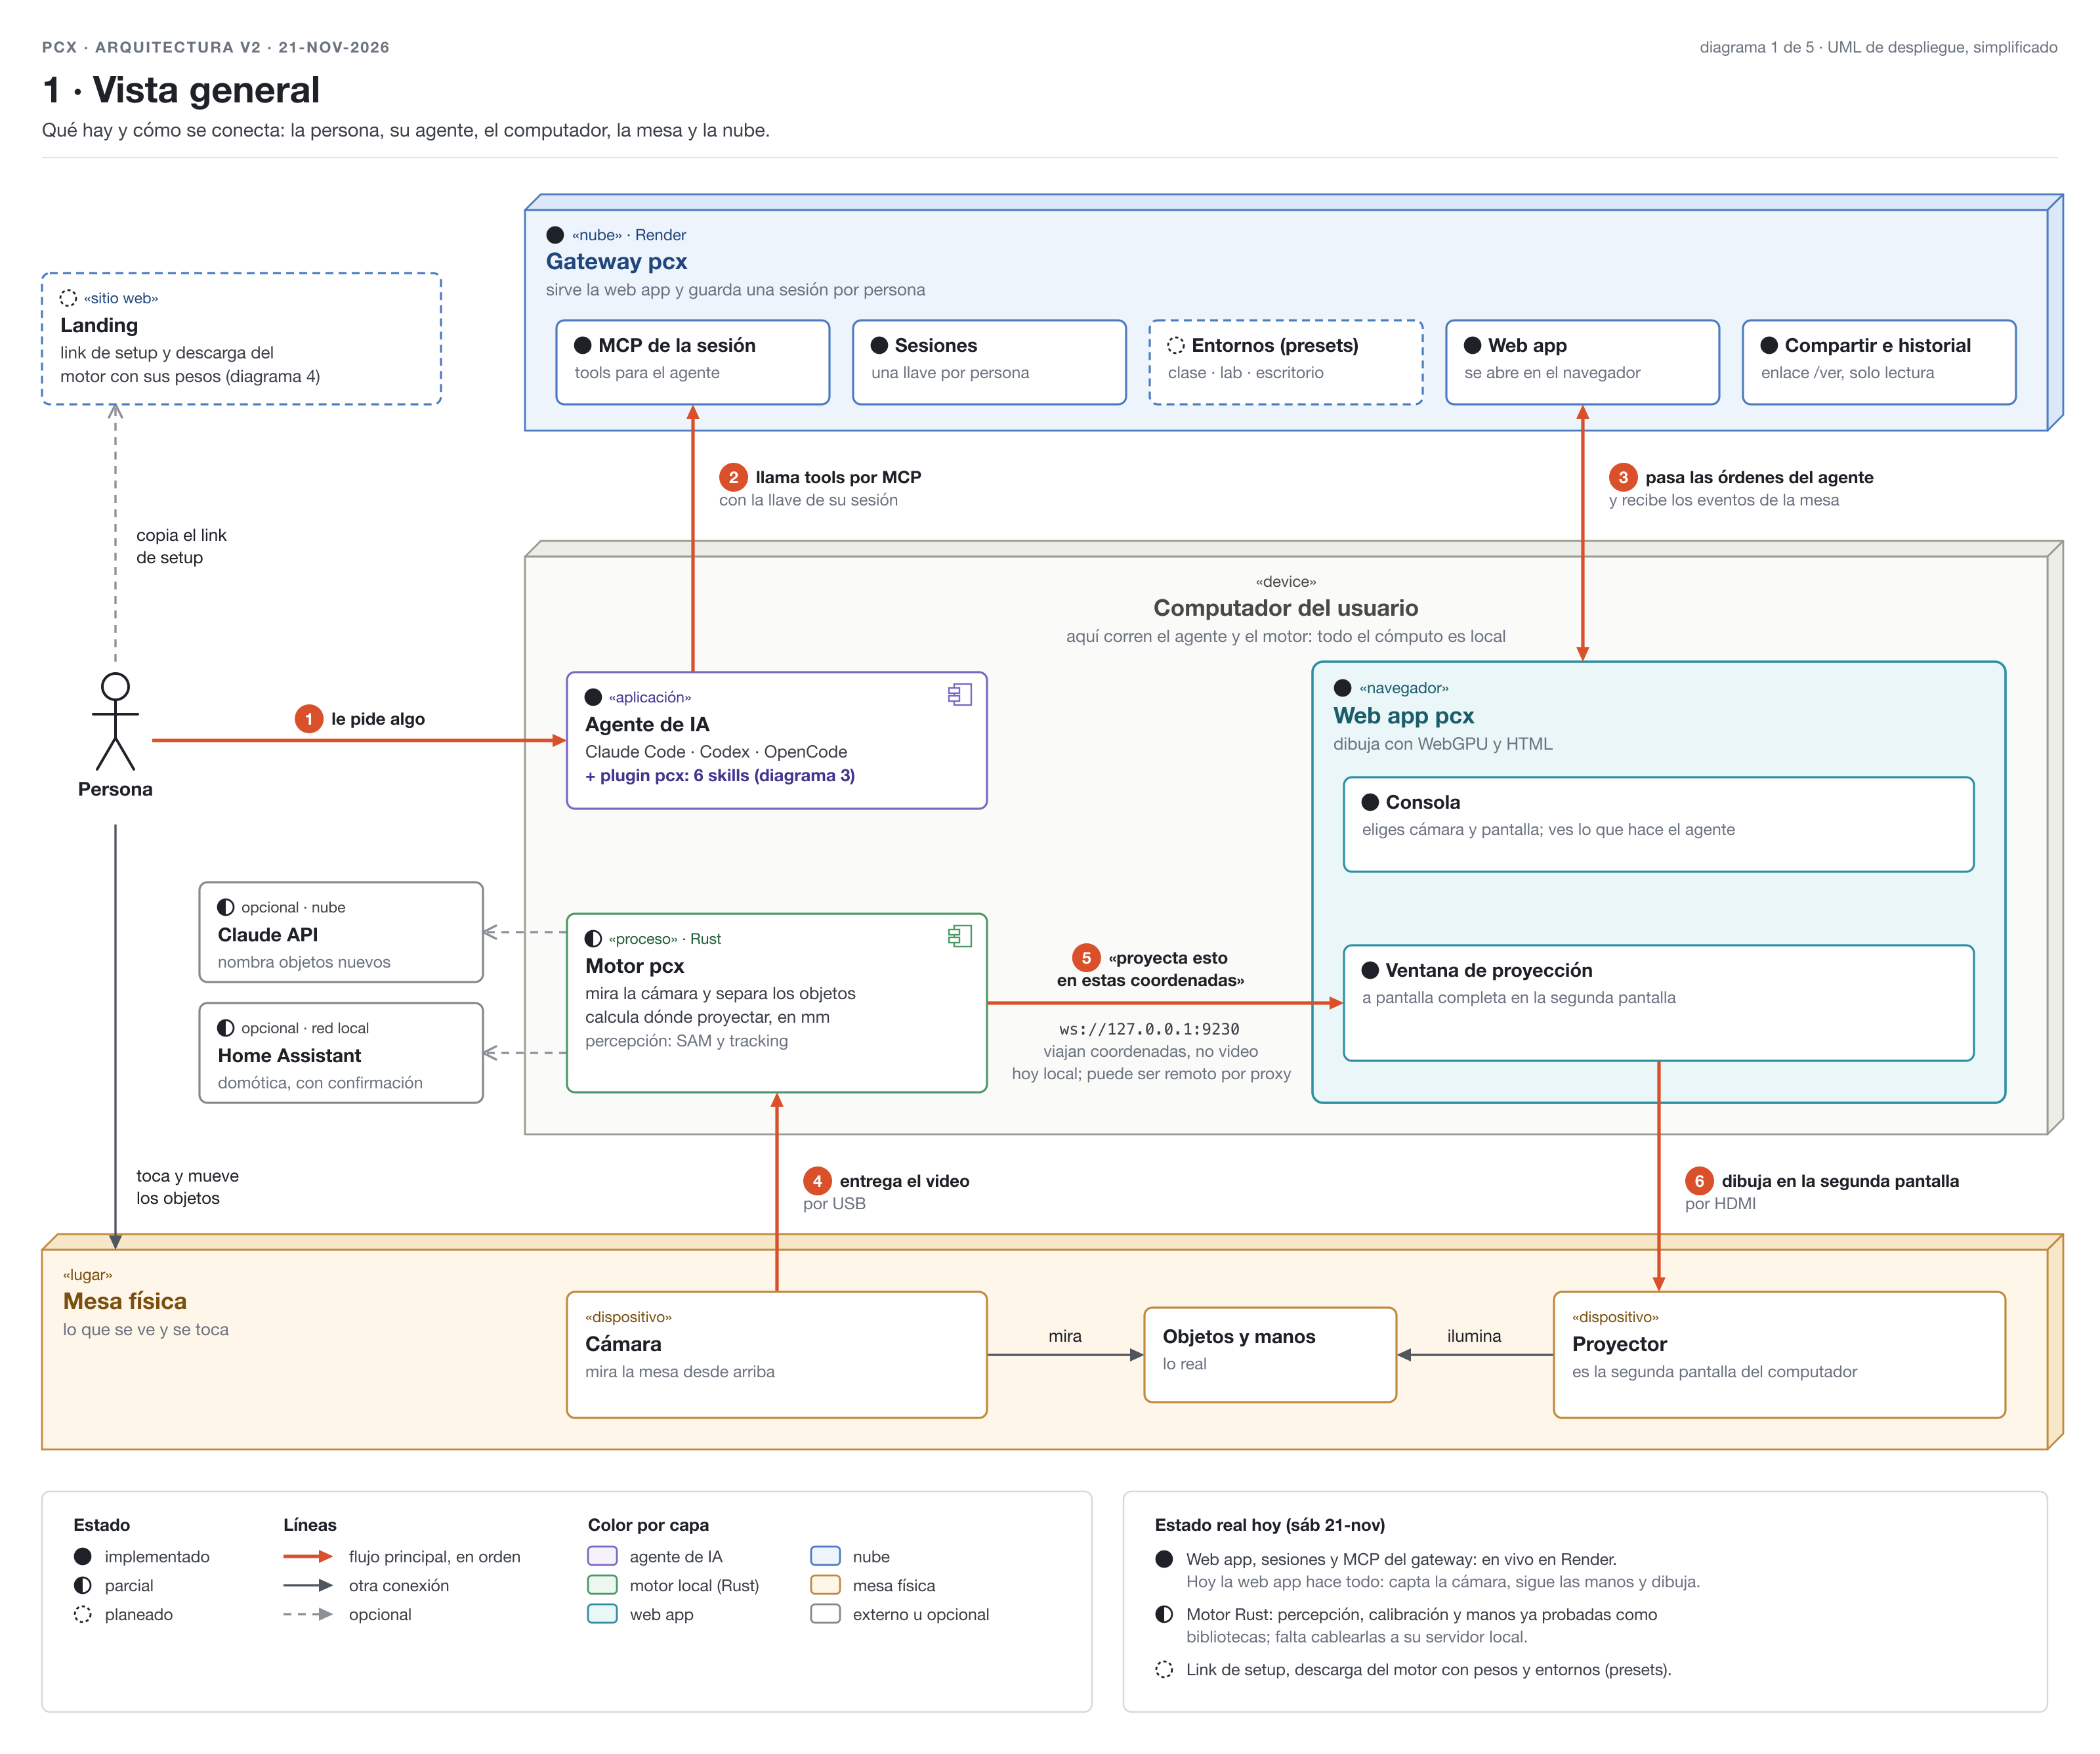 PCX · ARQUITECTURA V2 · 21-NOV-2026
diagrama 1 de 5 · UML de despliegue, simplificado
1 · Vista general
Qué hay y cómo se conecta: la persona, su agente, el computador, la mesa y la nube.
«nube» · Render
Gateway pcx
sirve la web app y guarda una sesión por persona
«sitio web»
Landing
link de setup y descarga del
motor con sus pesos (diagrama 4)
MCP de la sesión
tools para el agente
Sesiones
una llave por persona
Entornos (presets)
clase · lab · escritorio
Web app
se abre en el navegador
Compartir e historial
enlace /ver, solo lectura
2 llama tools por MCP
con la llave de su sesión
3 pasa las órdenes del agente
y recibe los eventos de la mesa
copia el link
de setup
«device»
Computador del usuario
aquí corren el agente y el motor: todo el cómputo es local
1 le pide algo
Persona
«aplicación»
Agente de IA
Claude Code · Codex · OpenCode
+ plugin pcx: 6 skills (diagrama 3)
«navegador»
Web app pcx
dibuja con WebGPU y HTML
Consola
eliges cámara y pantalla; ves lo que hace el agente
opcional · nube
Claude API
nombra objetos nuevos
opcional · red local
Home Assistant
domótica, con confirmación
«proceso» · Rust
Motor pcx
mira la cámara y separa los objetos
calcula dónde proyectar, en mm
percepción: SAM y tracking
5 «proyecta esto
en estas coordenadas»
ws://127.0.0.1:9230
viajan coordenadas, no video
hoy local; puede ser remoto por proxy
Ventana de proyección
a pantalla completa en la segunda pantalla
toca y mueve
los objetos
4 entrega el video
por USB
6 dibuja en la segunda pantalla
por HDMI
«lugar»
Mesa física
lo que se ve y se toca
«dispositivo»
Cámara
mira la mesa desde arriba
mira
Objetos y manos
lo real
ilumina
«dispositivo»
Proyector
es la segunda pantalla del computador
Estado
implementado
parcial
planeado
Líneas
flujo principal, en orden
otra conexión
opcional
Color por capa
agente de IA
motor local (Rust)
web app
nube
mesa física
externo u opcional
Estado real hoy (sáb 21-nov)
Web app, sesiones y MCP del gateway: en vivo en Render.
Hoy la web app hace todo: capta la cámara, sigue las manos y dibuja.
Motor Rust: percepción, calibración y manos ya probadas como
bibliotecas; falta cablearlas a su servidor local.
Link de setup, descarga del motor con pesos y entornos (presets).